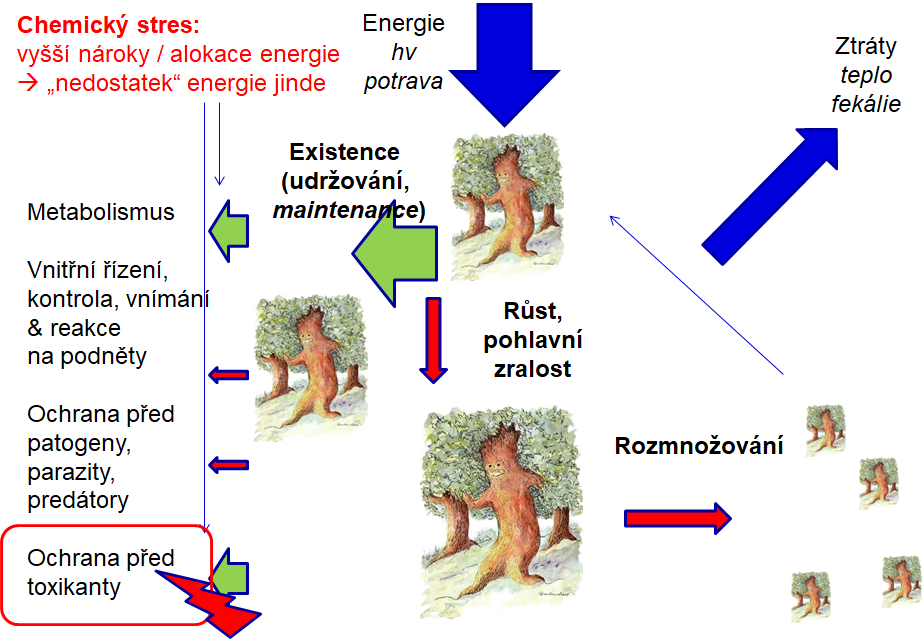 Chemický stres:
vyšší nároky / alokace energie
→ „nedostatek“ energie jinde
Energie
hv
potrava
Ztráty
teplo
fekálie
Existence
(udržování,
maintenance)
Metabolismus
Vnitřní řízení,
kontrola, vnímání
& reakce
na podněty
Růst,
pohlavní
zralost
Ochrana před
patogeny,
parazity,
predátory
Rozmnožování
Ochrana před
toxikanty